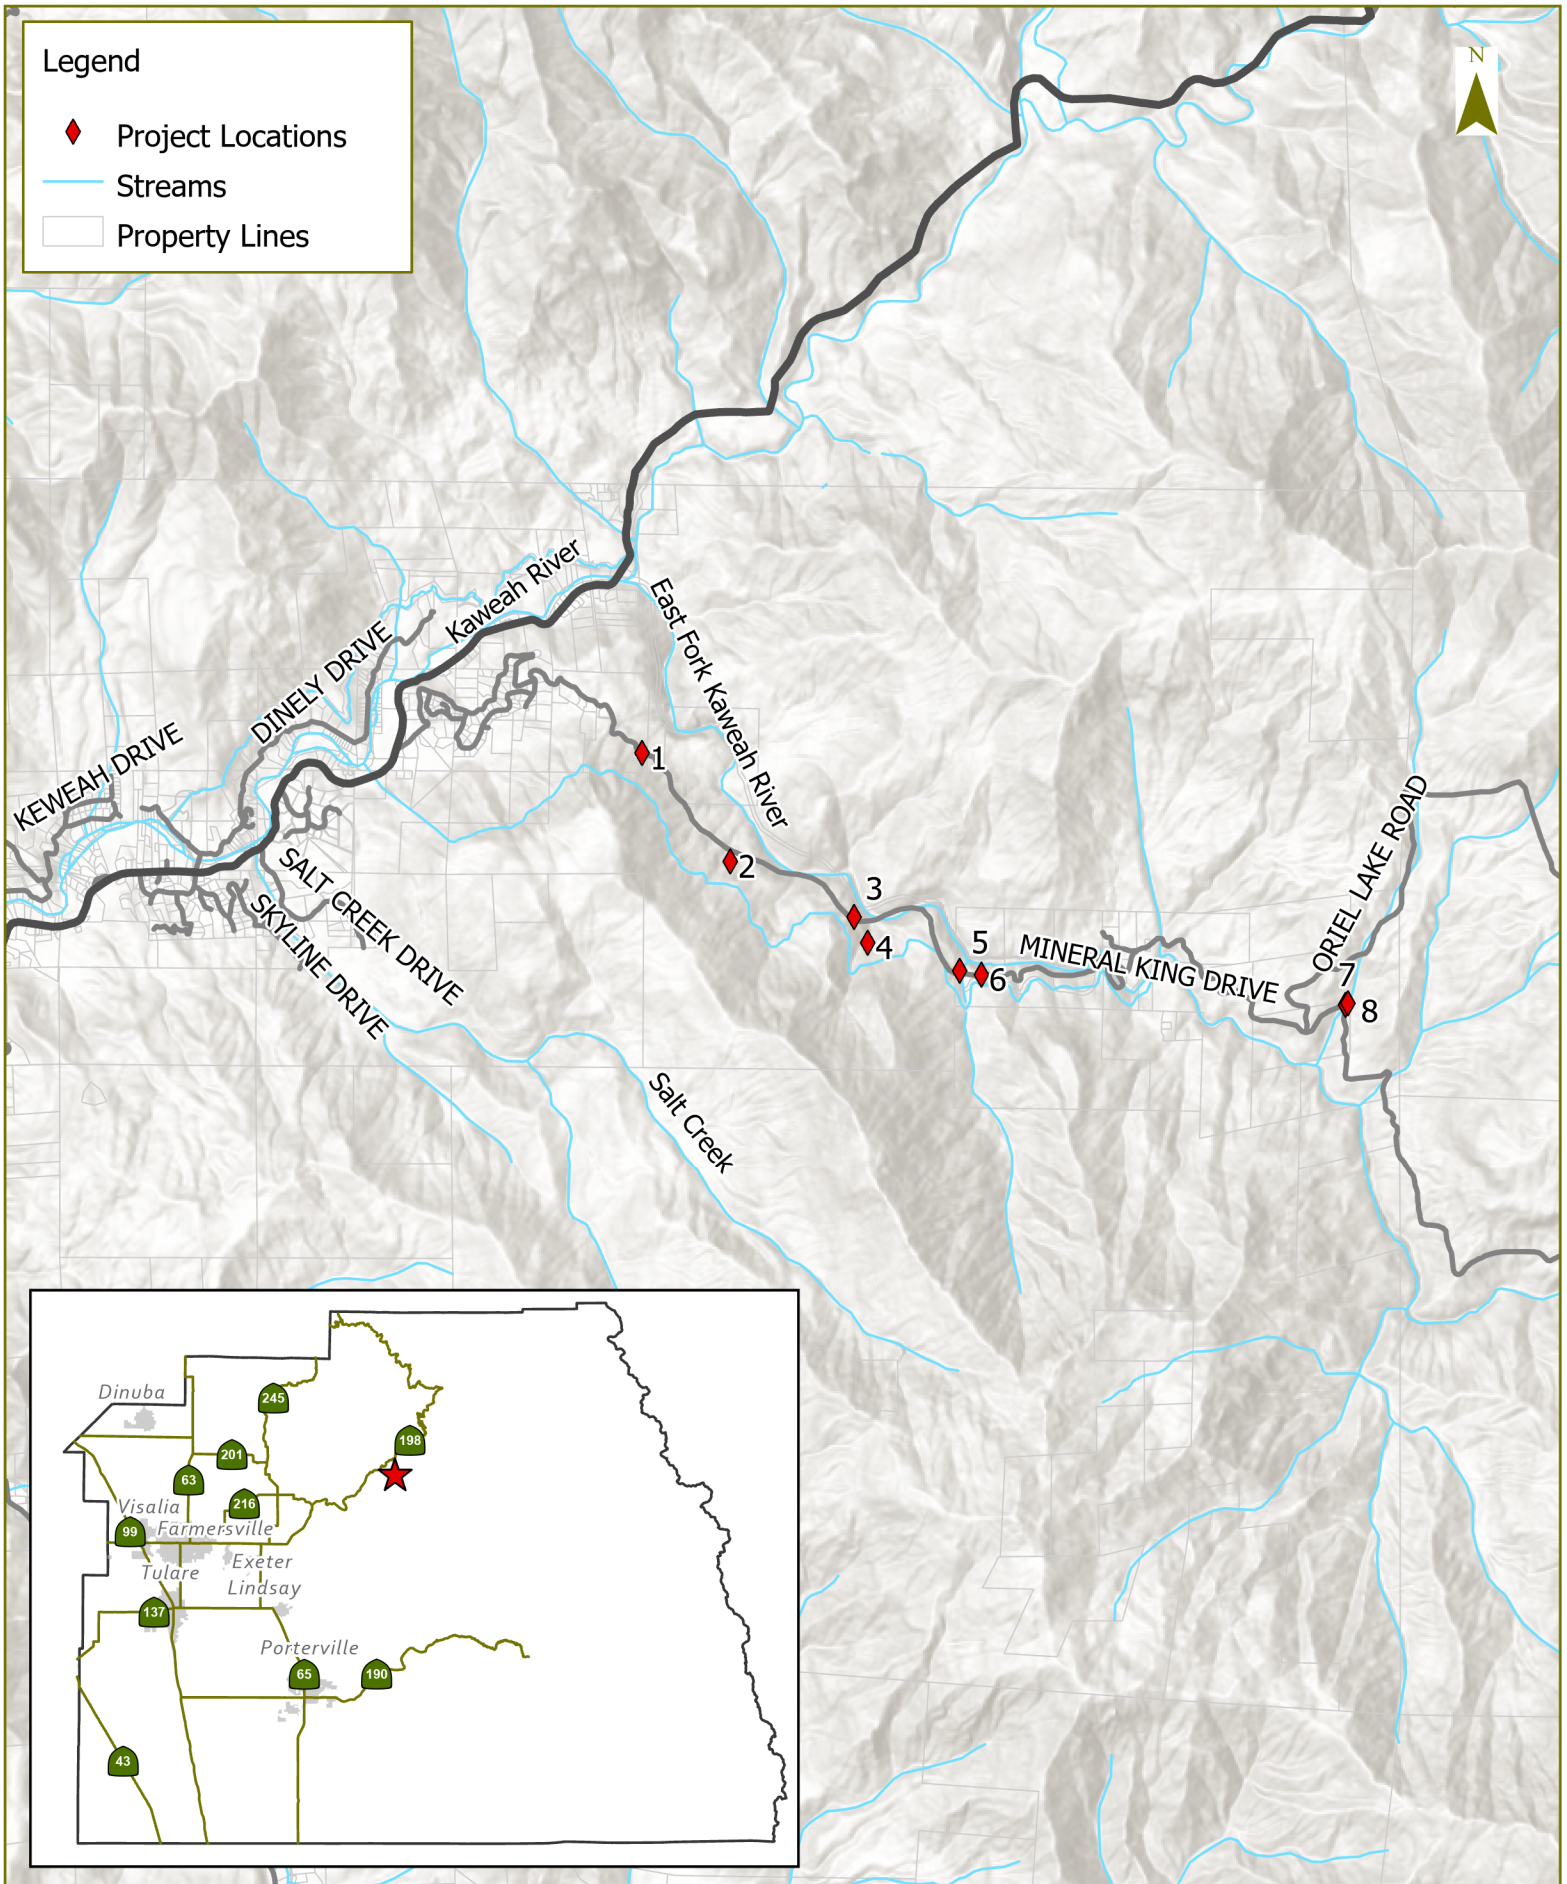 Legend
Project Locations
Streams
Property Lines
N
Kaweah River
East Fork Kaweah River
DINELY DRIVE
KEWEAH DRIVE
1
2
3
4
5
6
MINERAL KING DRIVE
ORIEL LAKE ROAD
7
8
SALT CREEK DRIVE
SKYLINE DRIVE
Salt Creek
Dinuba
245
198
201
63
216
Visalia
99
Farmersville
Exeter
Tulare
Lindsay
137
Porterville
65
190
43